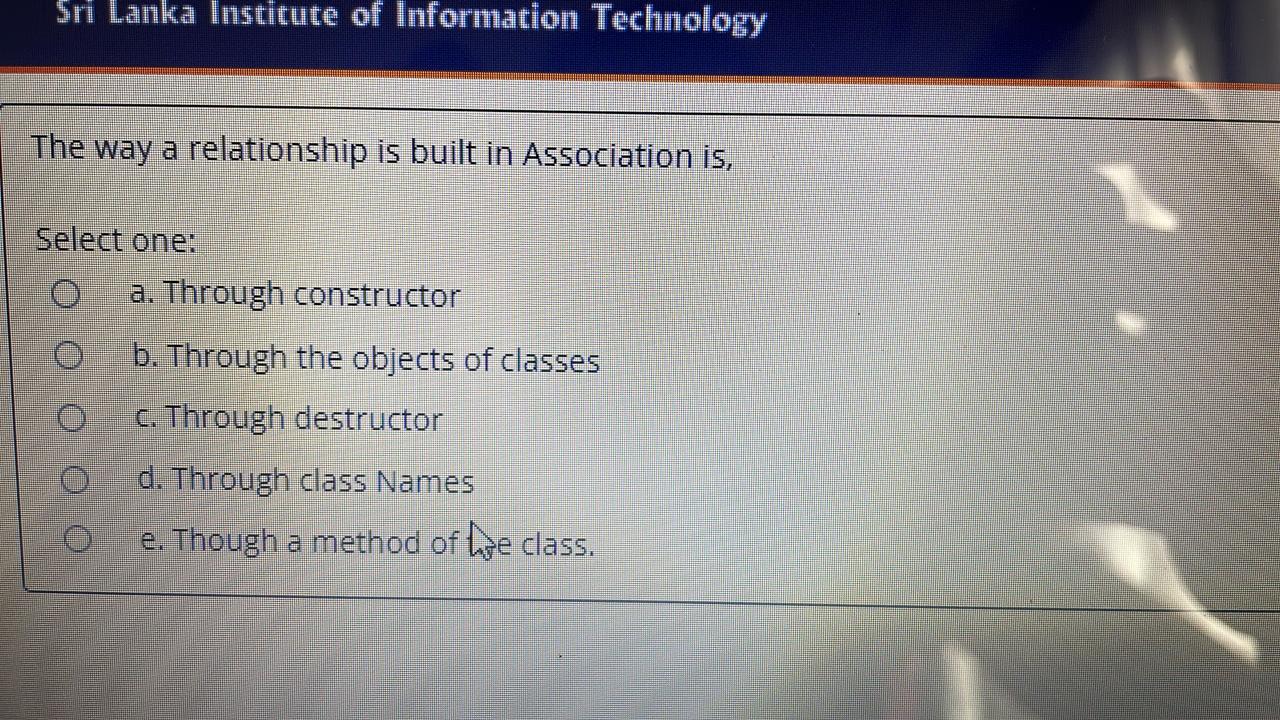 Sri Lanka Institute of Information Technology
The way a relationship is built in Association is,
Select one:
a. Through constructor
b. Through the objects of classes
c. Through destructor
d. Through class Names
e. Though a method of the class.